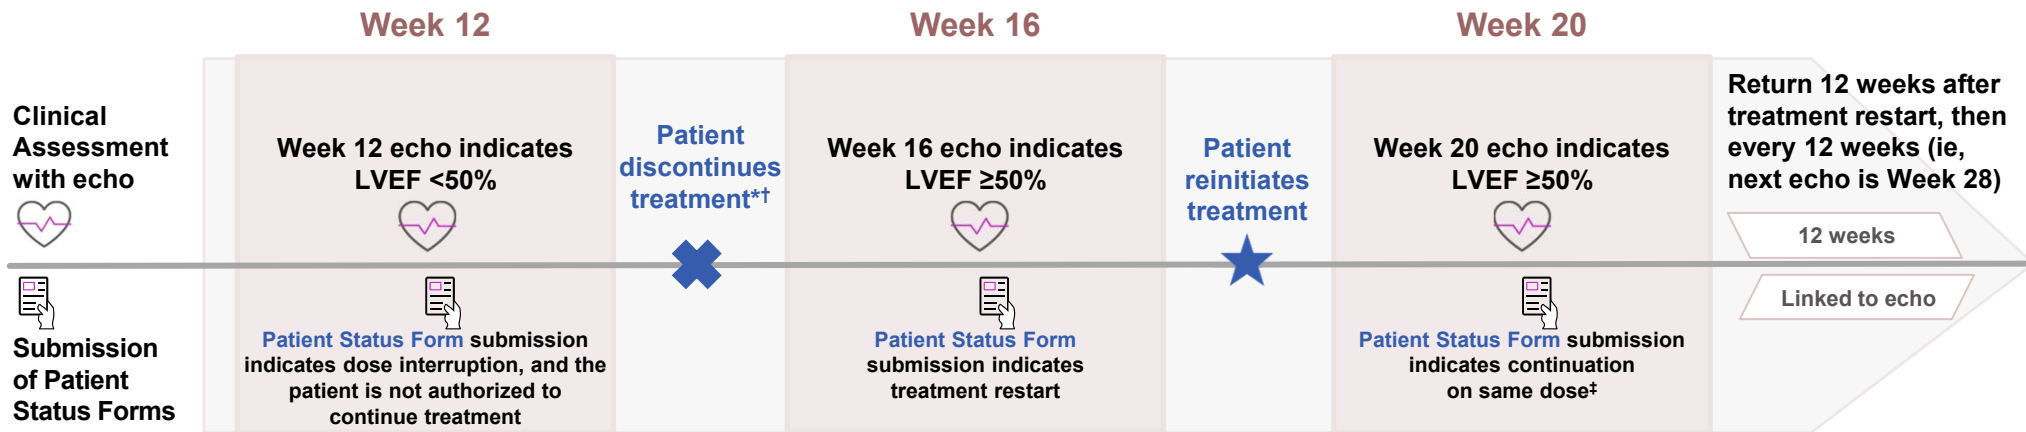 Week 12
Week 16
Week 20
Clinical
Assessment
with echo
Week 12 echo indicates
LVEF <50%
Patient
discontinues
treatment*†
Week 16 echo indicates
LVEF ≥50%
Patient
reinitiates
treatment
Week 20 echo indicates
LVEF ≥50%
Return 12 weeks after
treatment restart, then
every 12 weeks (ie,
next echo is Week 28)
12 weeks
Linked to echo
Submission
of Patient
Status Forms
Patient Status Form submission
indicates dose interruption, and the
patient is not authorized to
continue treatment
Patient Status Form
submission indicates
treatment restart
Patient Status Form submission
indicates continuation
on same dose‡